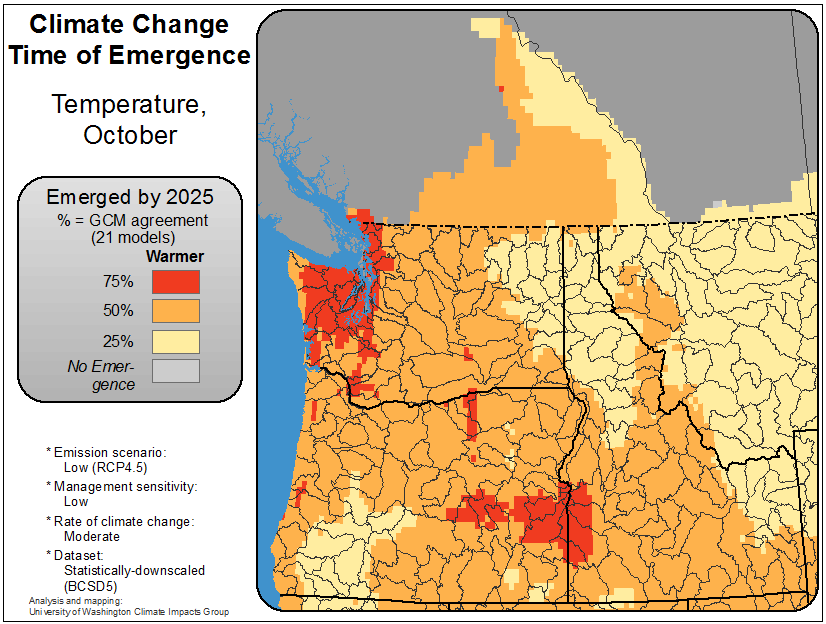 Climate Change
Time of Emergence
Temperature,
October
Emerged by 2025
% = GCM agreement
(21 models)
Warmer
75%
50%
25%
No Emer-
gence
* Emission scenario:
Low (RCP4.5)
* Management sensitivity:
Low
* Rate of climate change:
Moderate
* Dataset:
Statistically-downscaled
(BCSD5)
Analysis and mapping:
University of Washington Climate Impacts Group